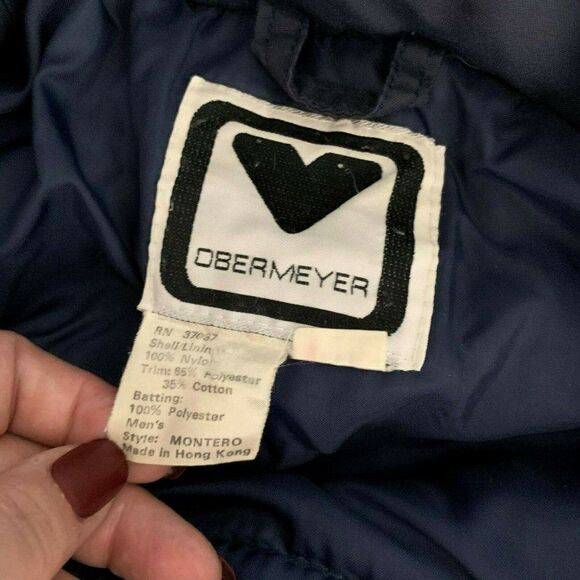 OBERMEYER
RN 37037
Shell/Linin
100% Nylon
Trim: 65% Polyester
35% Cotton
Batting:
100% Polyester
Men's
Style: MONTERO
Made in Hong Kong